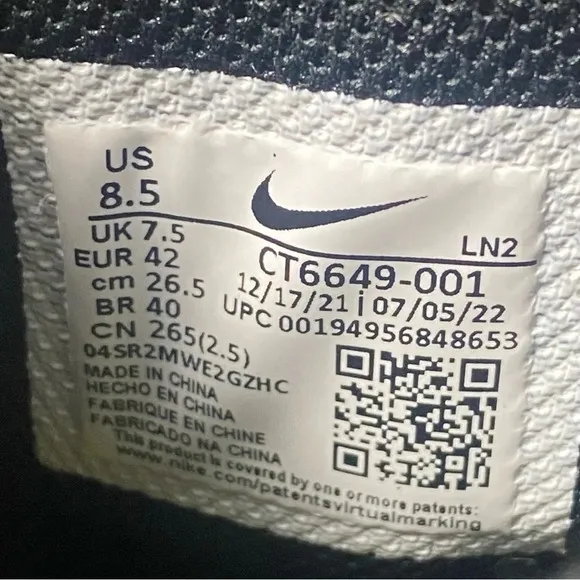 US
8.5
LN2
UK 7.5
EUR 42
cm 26.5
BR 40
CN 265(2.5)
CT6649-001
12/17/21 | 07/05/22
UPC 00194956848653
04SR2MWE2GZHC
MADE IN CHINA
HECHO EN CHINA
FABRIQUE EN CHINE
FABRICADO NA CHINA
This product is covered by one or more patents:
www.nike.com/patentsvirtualmarking